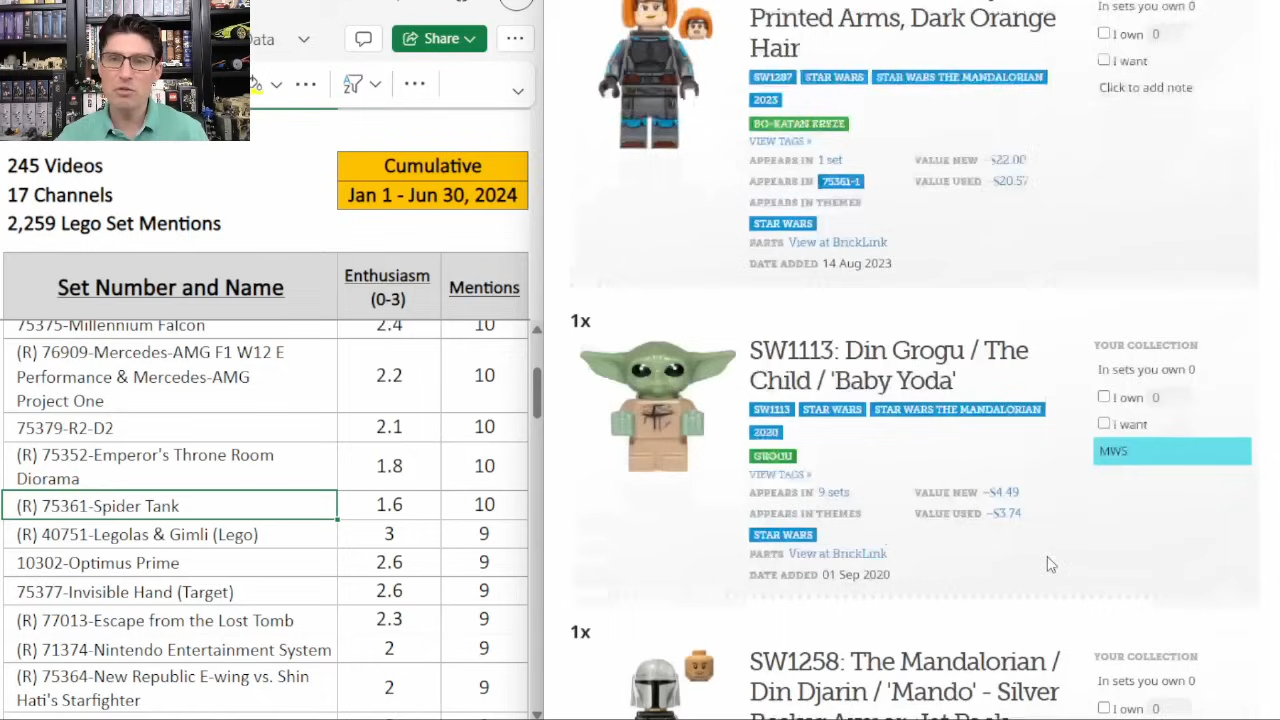 Data
Share
245 Videos
17 Channels
2,259 Lego Set Mentions
Cumulative
Jan 1 - Jun 30, 2024
Set Number and Name
Enthusiasm
(0-3)
Mentions
75375-Millennium Falcon 2.4 10
(R) 76909-Mercedes-AMG F1 W12 E
Performance & Mercedes-AMG
Project One
2.2 10
75379-R2-D2 2.1 10
(R) 75352-Emperor's Throne Room
1.8 10
Spider Tank 1.6 10
Legolas & Gimli (Lego) 3 9
10302-Optimus Prime 2.6 9
75377-Invisible Hand (Target) 2.6 9
(R) 77013-Escape from the Lost Tomb 2.3 9
(R) 71374-Nintendo Entertainment System 2 9
(R) 75364-New Republic E-wing vs. Shin
Hati's Starfighter
2 9
Printed Arms, Dark Orange
Hair
SW1287 STAR WARS STAR WARS THE MANDALORIAN
2023
BO-KATAN KRYZE
VIEW TAGS »
APPEARS IN 1 set VALUE NEW ~$22.00
APPEARS IN 75361-1 VALUE USED ~$20.57
APPEARS IN THEMES
STAR WARS
PARTS View at BrickLink
DATE ADDED 14 Aug 2023
In sets you own 0
I own 0
I want
Click to add note
1x
SW1113: Din Grogu / The
Child / 'Baby Yoda'
SW1113 STAR WARS STAR WARS THE MANDALORIAN
2020
GROGU
VIEW TAGS »
APPEARS IN 9 sets VALUE NEW ~$4.49
APPEARS IN THEMES VALUE USED ~$3.74
STAR WARS
PARTS View at BrickLink
DATE ADDED 01 Sep 2020
YOUR COLLECTION
In sets you own 0
I own 0
I want
MWS
1x
SW1258: The Mandalorian /
Din Djarin / 'Mando' - Silver
YOUR COLLECTION
In sets you own 0
I own 0